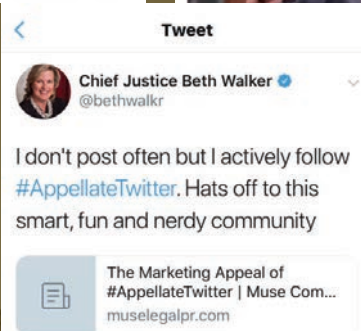 Tweet
Chief Justice Beth Walker
@bethwalkr
I don't post often but I actively follow
#AppellateTwitter. Hats off to this
smart, fun and nerdy community
The Marketing Appeal of
#AppellateTwitter | Muse Com...
muselegalpr.com